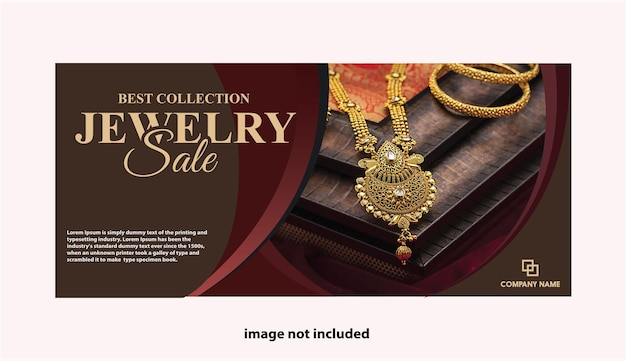 BEST COLLECTION
JEWELRY
Sale
Lorem Ipsum is simply dummy text of the printing
and typesetting industry. Lorem Ipsum has been the
industry's standard dummy text ever since the
1500s, when an unknown printer took a galley of type
and scrambled it to make a type specimen book.
COMPANY NAME
image not included